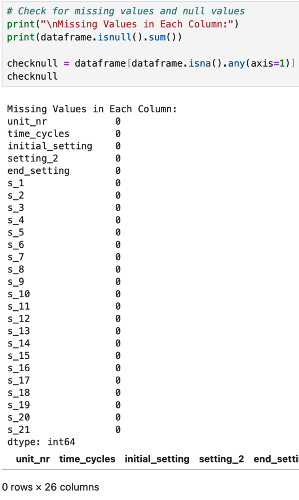 # Check for missing values and null values
print("\nMissing Values in Each Column:")
print(dataframe.isnull().sum())
checknull = dataframe[dataframe.isna().any(axis=1)]
checknull
Missing Values in Each Column:
unit_nr 0
time_cycles 0
initial_setting 0
setting_2 0
end_setting 0
s_1 0
s_2 0
s_3 0
s_4 0
s_5 0
s_6 0
s_7 0
s_8 0
s_9 0
s_10 0
s_11 0
s_12 0
s_13 0
s_14 0
s_15 0
s_16 0
s_17 0
s_18 0
s_19 0
s_20 0
s_21 0
dtype: int64
unit_nr time_cycles initial_setting setting_2 end_settin
0 rows × 26 columns